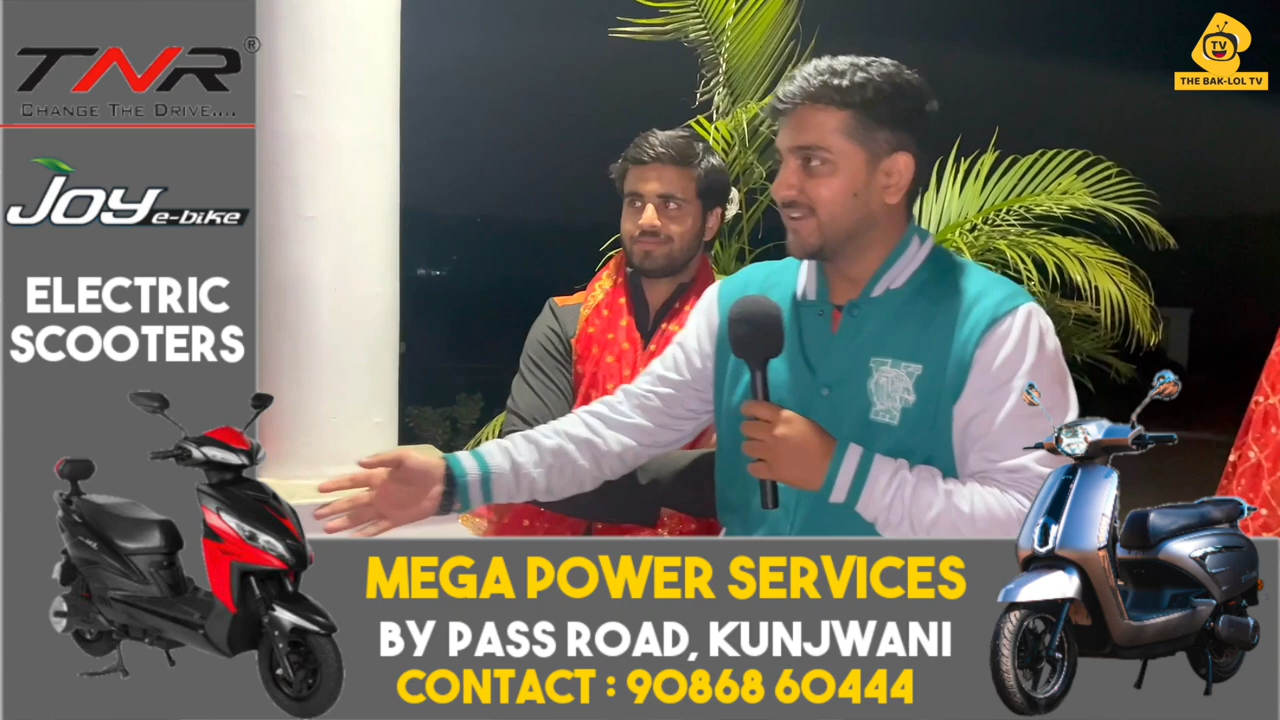 TNR®
CHANGE THE DRIVE....
Joy e-bike
ELECTRIC
SCOOTERS
TV
THE BAK-LOL TV
Y
MEGA POWER SERVICES
BY PASS ROAD, KUNJWANI
CONTACT : 90868 60444